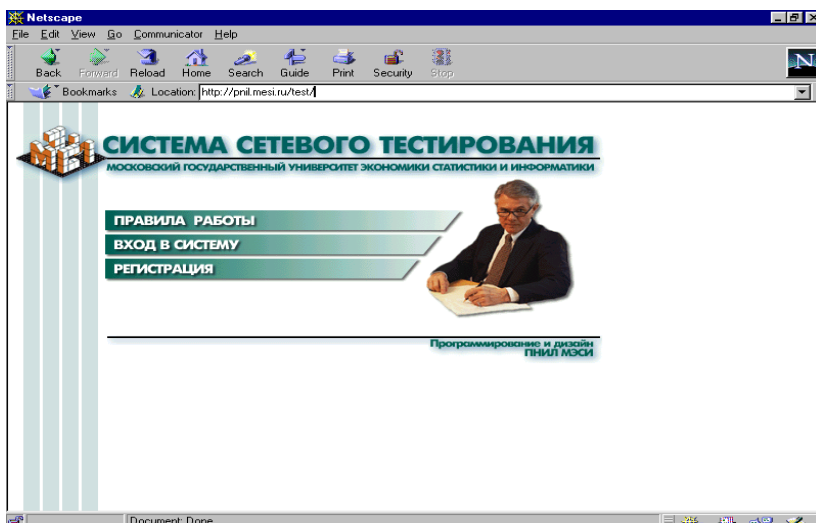 Netscape
File Edit View Go Communicator Help
Back Forward Reload Home Search Guide Print Security Stop
N
Bookmarks Location: http://pnil.mesi.ru/test/
СИСТЕМА СЕТЕВОГО ТЕСТИРОВАНИЯ
МОСКОВСКИЙ ГОСУДАРСТВЕННЫЙ УНИВЕРСИТЕТ ЭКОНОМИКИ СТАТИСТИКИ И ИНФОРМАТИКИ
ПРАВИЛА РАБОТЫ
ВХОД В СИСТЕМУ
РЕГИСТРАЦИЯ
Программирование и дизайн
ПНИЛ МЭСИ
Document: Done